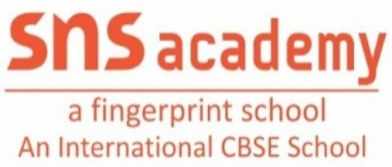 sns academy
a fingerprint school
An International CBSE School